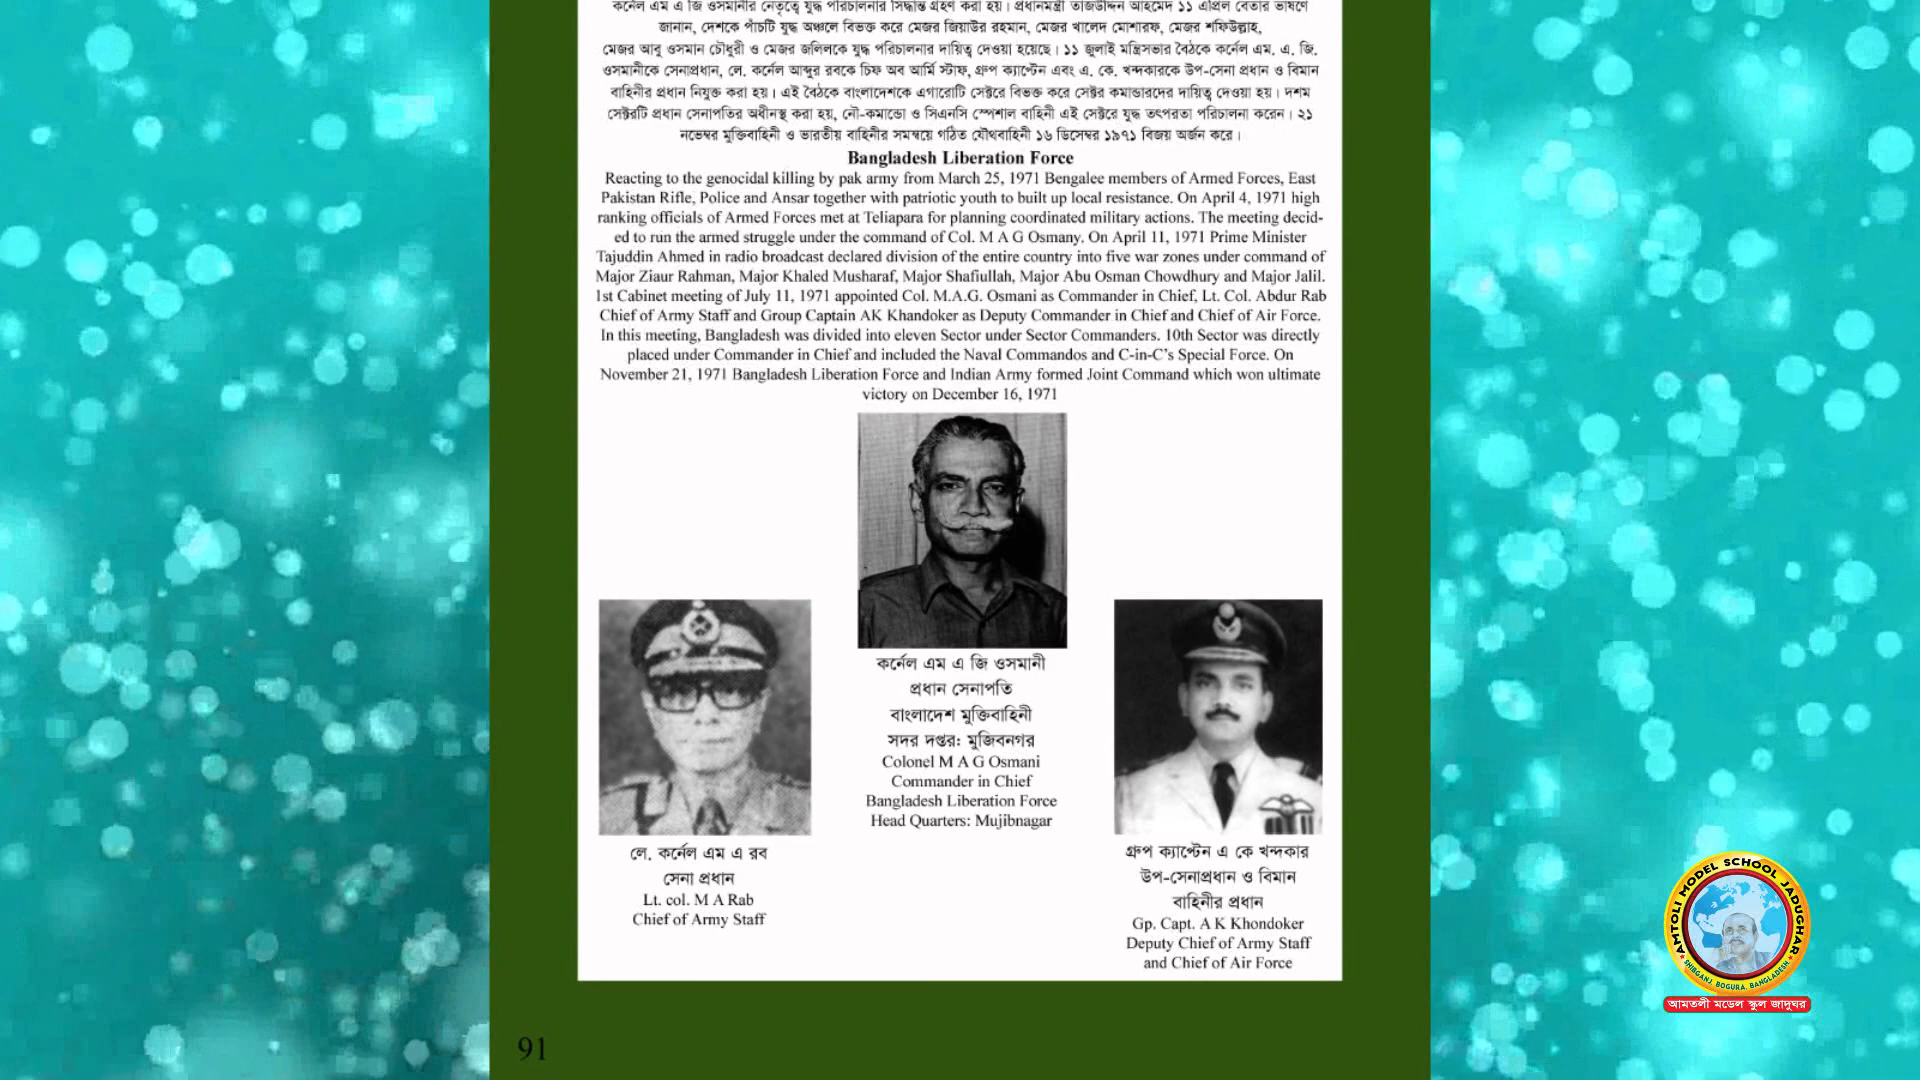 কর্নেল এম এ জি ওসমানীর নেতৃত্বে যুদ্ধ পরিচালনার সিদ্ধান্ত গ্রহণ করা হয়। প্রধানমন্ত্রী তাজউদ্দিন আহমেদ ১১ এপ্রিল বেতার ভাষণে
জানান, দেশকে পাঁচটি যুদ্ধ অঞ্চলে বিভক্ত করে মেজর জিয়াউর রহমান, মেজর খালেদ মোশারফ, মেজর শফিউল্লাহ,
মেজর আবু ওসমান চৌধুরী ও মেজর জলিলকে যুদ্ধ পরিচালনার দায়িত্ব দেওয়া হয়েছে। ১১ জুলাই মন্ত্রিসভার বৈঠকে কর্নেল এম. এ. জি.
ওসমানীকে সেনাপ্রধান, লে. কর্নেল আব্দুর রবকে চিফ অব আর্মি স্টাফ, গ্রুপ ক্যাপ্টেন এবং এ. কে. খন্দকারকে উপ-সেনা প্রধান ও বিমান
বাহিনীর প্রধান নিযুক্ত করা হয়। এই বৈঠকে বাংলাদেশকে এগারোটি সেক্টরে বিভক্ত করে সেক্টর কমান্ডারদের দায়িত্ব দেওয়া হয়। দশম
সেক্টরটি প্রধান সেনাপতির অধীনস্থ করা হয়, নৌ-কমান্ডো ও সিএনসি স্পেশাল বাহিনী এই সেক্টরে যুদ্ধ তৎপরতা পরিচালনা করেন। ২১
নভেম্বর মুক্তিবাহিনী ও ভারতীয় বাহিনীর সমন্বয়ে গঠিত যৌথবাহিনী ১৬ ডিসেম্বর ১৯৭১ বিজয় অর্জন করে।
Bangladesh Liberation Force
Reacting to the genocidal killing by pak army from March 25, 1971 Bengalee members of Armed Forces, East
Pakistan Rifle, Police and Ansar together with patriotic youth to built up local resistance. On April 4, 1971 high
ranking officials of Armed Forces met at Teliapara for planning coordinated military actions. The meeting decid-
ed to run the armed struggle under the command of Col. M A G Osmany. On April 11, 1971 Prime Minister
Tajuddin Ahmed in radio broadcast declared division of the entire country into five war zones under command of
Major Ziaur Rahman, Major Khaled Musharaf, Major Shafiullah, Major Abu Osman Chowdhury and Major Jalil.
1st Cabinet meeting of July 11, 1971 appointed Col. M.A.G. Osmani as Commander in Chief, Lt. Col. Abdur Rab
Chief of Army Staff and Group Captain AK Khandoker as Deputy Commander in Chief and Chief of Air Force.
In this meeting, Bangladesh was divided into eleven Sector under Sector Commanders. 10th Sector was directly
placed under Commander in Chief and included the Naval Commandos and C-in-C's Special Force. On
November 21, 1971 Bangladesh Liberation Force and Indian Army formed Joint Command which won ultimate
victory on December 16, 1971
কর্নেল এম এ জি ওসমানী
প্রধান সেনাপতি
বাংলাদেশ মুক্তিবাহিনী
সদর দপ্তর: মুজিবনগর
Colonel M A G Osmani
Commander in Chief
Bangladesh Liberation Force
Head Quarters: Mujibnagar
লে. কর্নেল এম এ রব
সেনা প্রধান
Lt. col. M A Rab
Chief of Army Staff
গ্রুপ ক্যাপ্টেন এ কে খন্দকার
উপ-সেনাপ্রধান ও বিমান
বাহিনীর প্রধান
Gp. Capt. A K Khondoker
Deputy Chief of Army Staff
and Chief of Air Force
91
AMTOLI MODEL SCHOOL JADUGHAR
SHIBGANJ, BOGURA, BANGLADESH
আমতলী মডেল স্কুল জাদুঘর